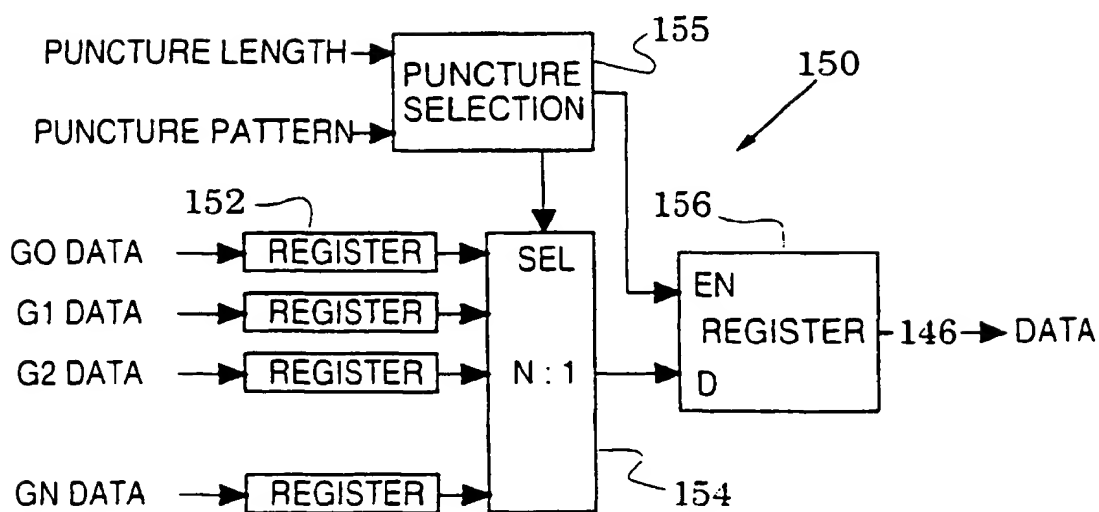 PUNCTURE LENGTH
PUNCTURE PATTERN
PUNCTURE
SELECTION
155
150
152
156
GO DATA
REGISTER
SEL
EN
G1 DATA
REGISTER
REGISTER
146
DATA
G2 DATA
REGISTER
N : 1
D
GN DATA
REGISTER
154